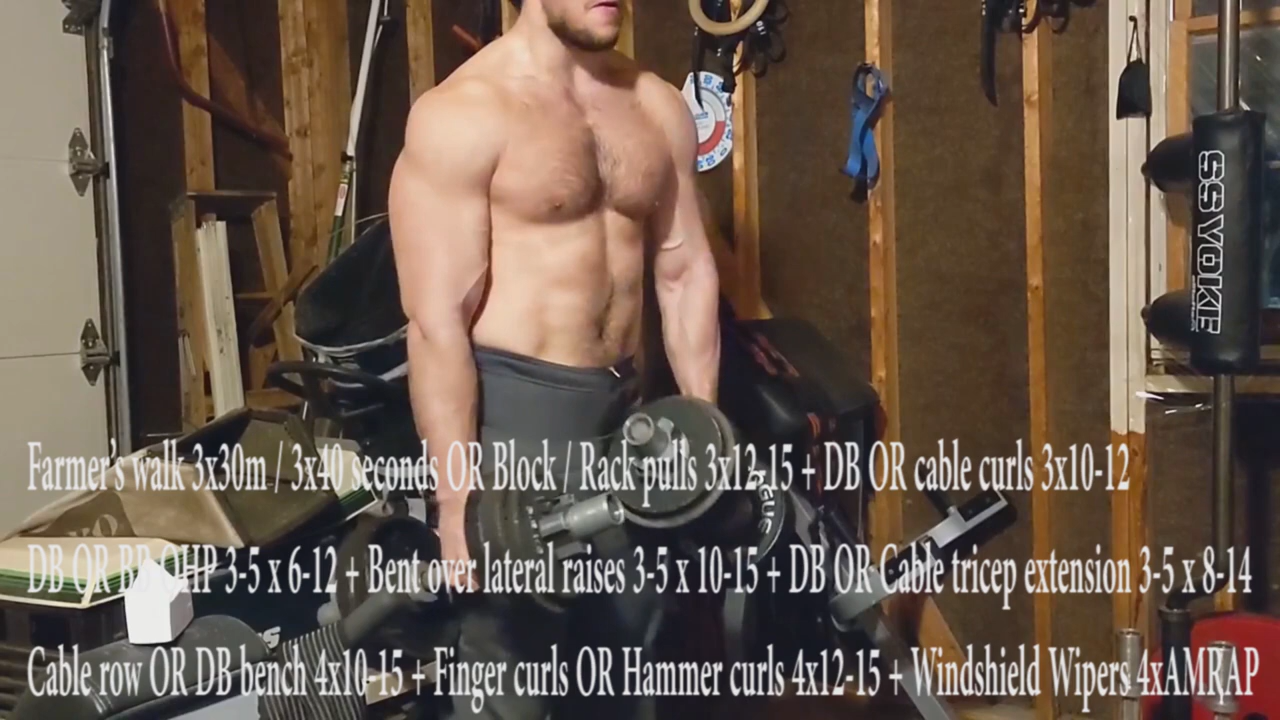 SSYOKE
Farmer's walk 3x30m / 3x40 seconds OR Block / Rack pulls 3x12-15 + DB OR cable curls 3x10-12
DB OR BB OHP 3-5 x 6-12 + Bent over lateral raises 3-5 x 10-15 + DB OR Cable tricep extension 3-5 x 8-14
Cable row OR DB bench 4x10-15 + Finger curls OR Hammer curls 4x12-15 + Windshield Wipers 4xAMRAP